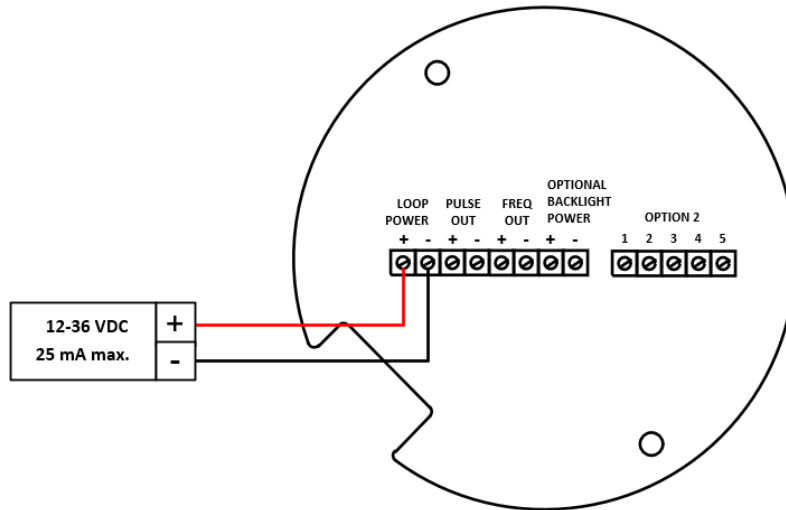 OPTIONAL
LOOP PULSE FREQ BACKLIGHT
POWER OUT OUT POWER OPTION 2
+ - + - + - + - 1 2 3 4 5
12-36 VDC +
25 mA max. -